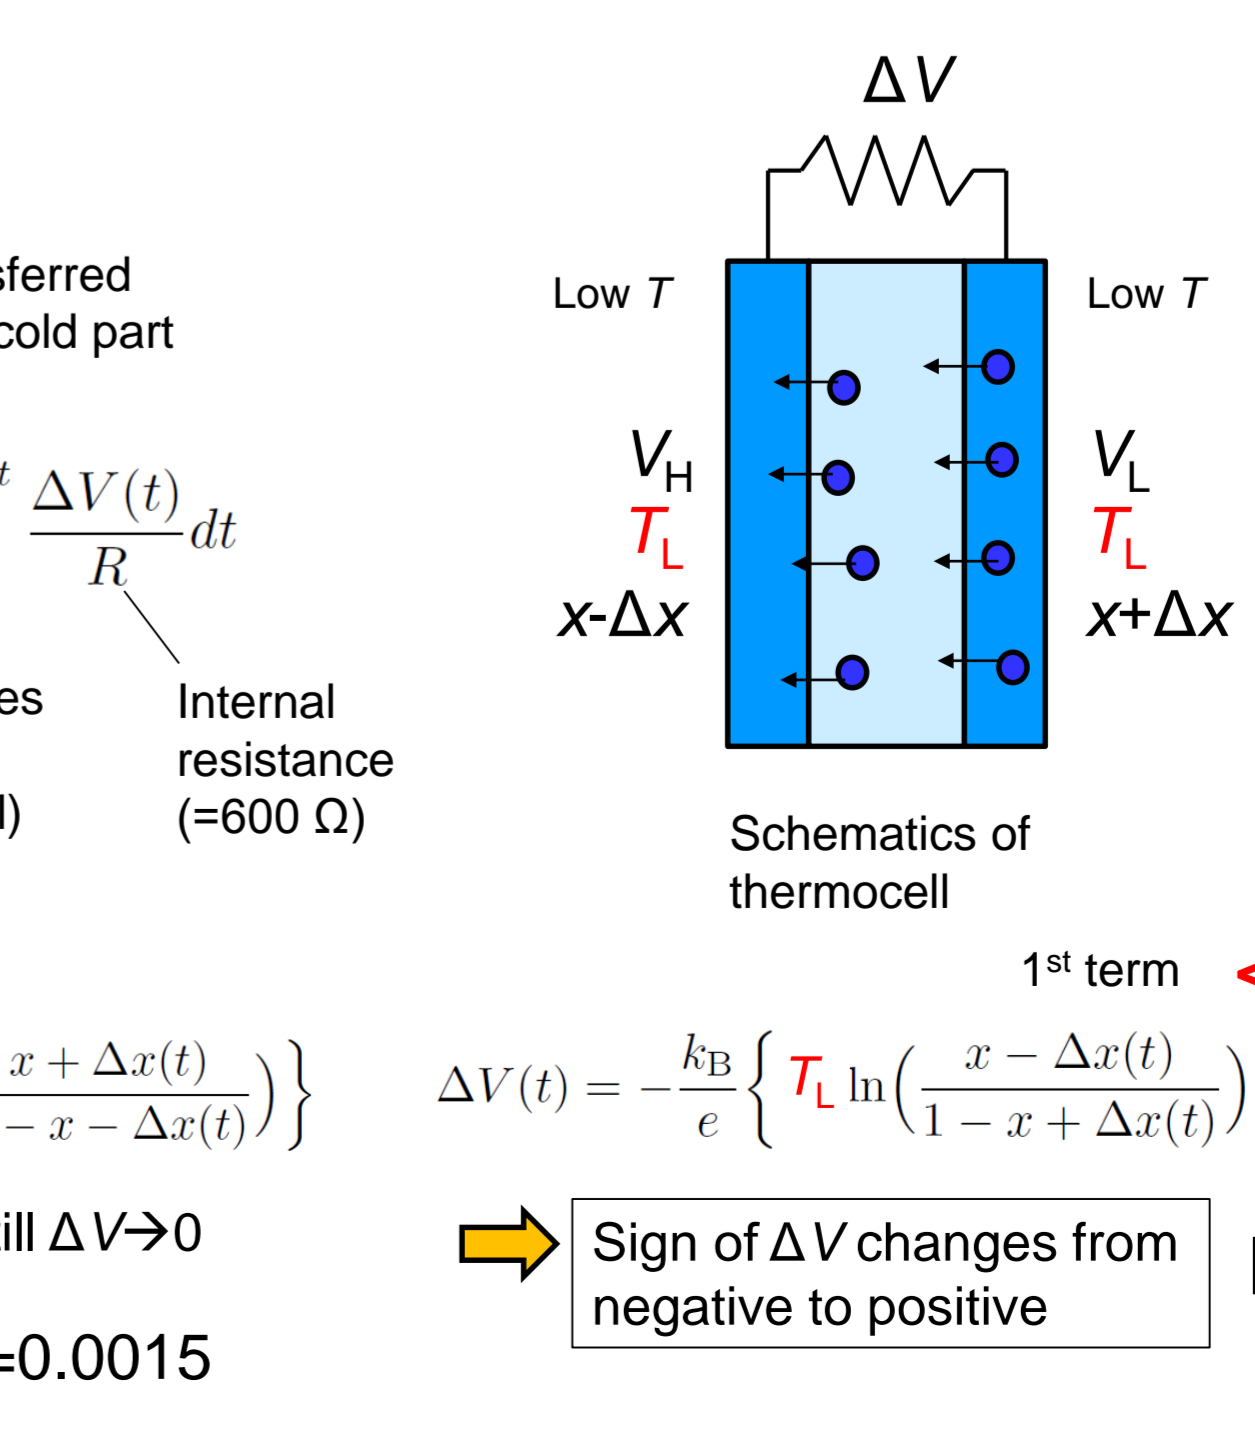 ΔV
sferred
cold part
Low T
Low T
V_H
T_L
x-Δx
V_L
T_L
x+Δx
t ΔV(t)/R dt
es
Internal
resistance
(=600 Ω)
Schematics of
thermocell
1st term <
x + Δx(t) / − x − Δx(t) ) }
ΔV(t) = −k_B/e { T_L ln( x − Δx(t) / 1 − x + Δx(t) )
till ΔV→0
Sign of ΔV changes from
negative to positive
=0.0015